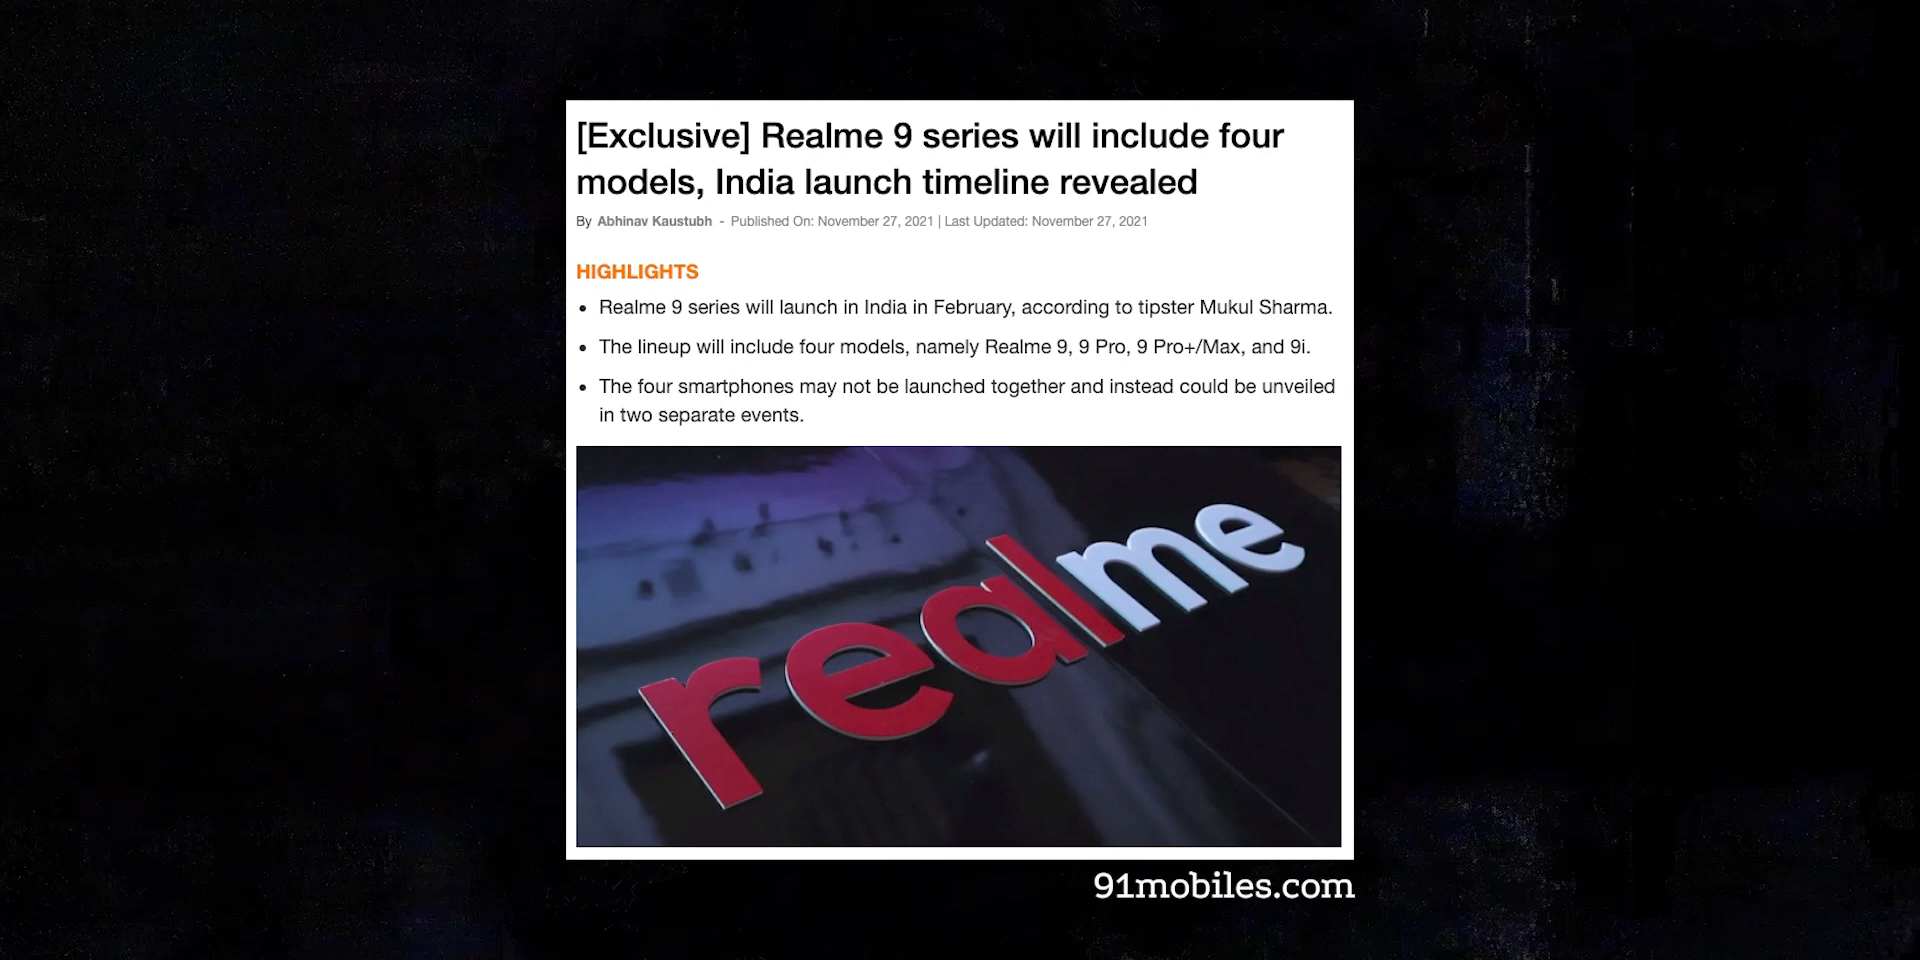 [Exclusive] Realme 9 series will include four
models, India launch timeline revealed
By Abhinav Kaustubh - Published On: November 27, 2021 | Last Updated: November 27, 2021
HIGHLIGHTS
• Realme 9 series will launch in India in February, according to tipster Mukul Sharma.
• The lineup will include four models, namely Realme 9, 9 Pro, 9 Pro+/Max, and 9i.
• The four smartphones may not be launched together and instead could be unveiled
in two separate events.
realme
91mobiles.com